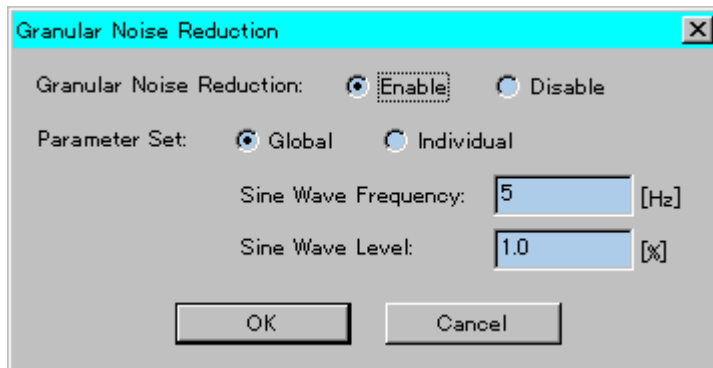 Granular Noise Reduction
Granular Noise Reduction: Enable Disable
Parameter Set: Global Individual
Sine Wave Frequency: 5 [Hz]
Sine Wave Level: 1.0 [%]
OK Cancel